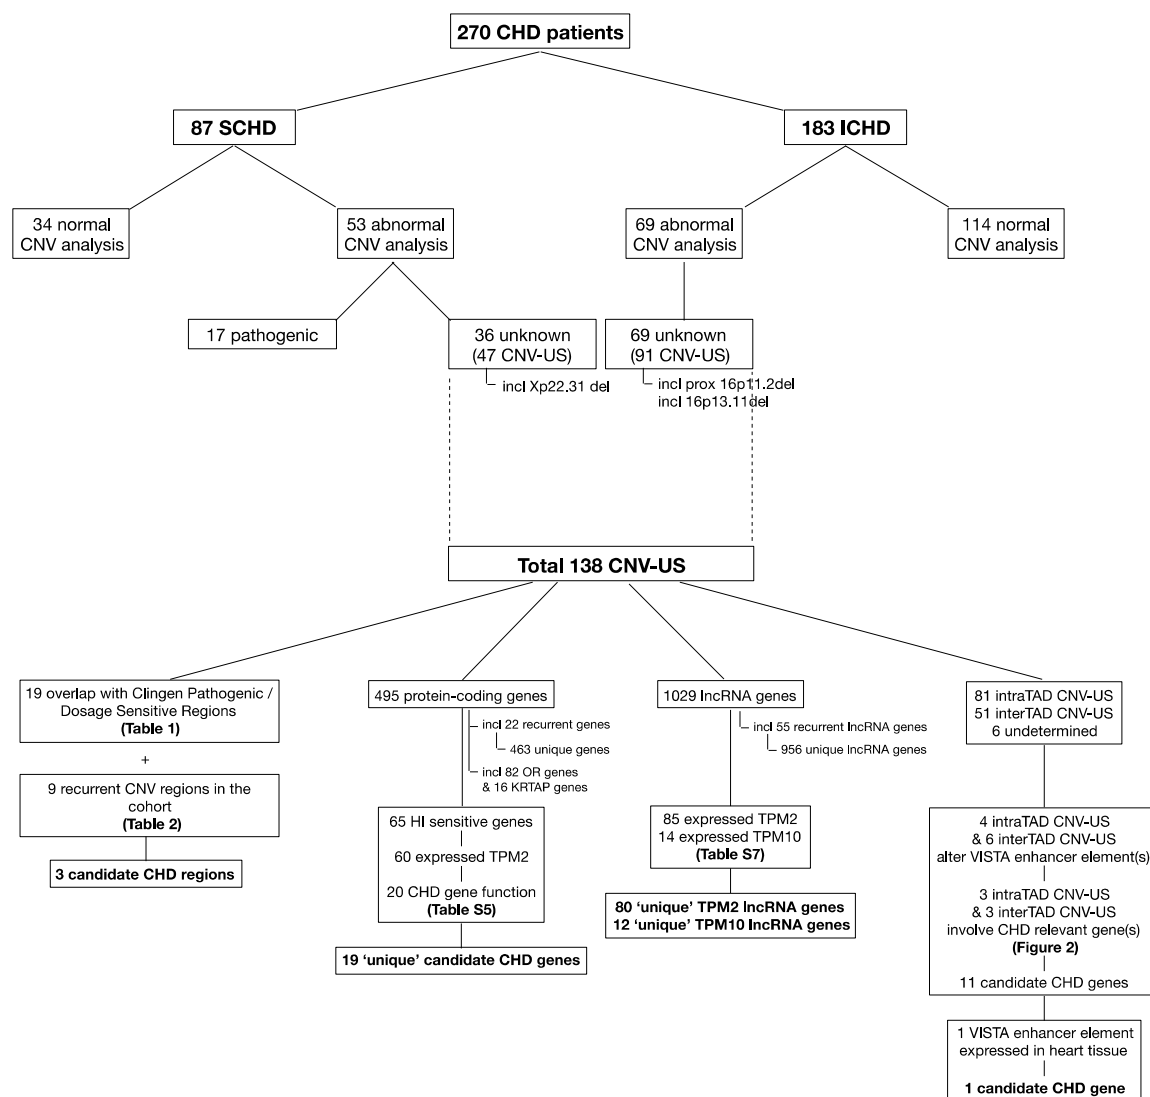 270 CHD patients
87 SCHD
183 ICHD
34 normal
CNV analysis
53 abnormal
CNV analysis
69 abnormal
CNV analysis
114 normal
CNV analysis
17 pathogenic
36 unknown
(47 CNV-US)
69 unknown
(91 CNV-US)
incl Xp22.31 del
incl prox 16p11.2del
incl 16p13.11del
Total 138 CNV-US
19 overlap with Clingen Pathogenic /
Dosage Sensitive Regions
(Table 1)
+
9 recurrent CNV regions in the
cohort
(Table 2)
3 candidate CHD regions
495 protein-coding genes
incl 22 recurrent genes
463 unique genes
incl 82 OR genes
& 16 KRTAP genes
65 HI sensitive genes
60 expressed TPM2
20 CHD gene function
(Table S5)
19 ‘unique’ candidate CHD genes
1029 lncRNA genes
incl 55 recurrent lncRNA genes
956 unique lncRNA genes
85 expressed TPM2
14 expressed TPM10
(Table S7)
80 ‘unique’ TPM2 lncRNA genes
12 ‘unique’ TPM10 lncRNA genes
81 intraTAD CNV-US
51 interTAD CNV-US
6 undetermined
4 intraTAD CNV-US
& 6 interTAD CNV-US
alter VISTA enhancer element(s)
3 intraTAD CNV-US
& 3 interTAD CNV-US
involve CHD relevant gene(s)
(Figure 2)
11 candidate CHD genes
1 VISTA enhancer element
expressed in heart tissue
1 candidate CHD gene